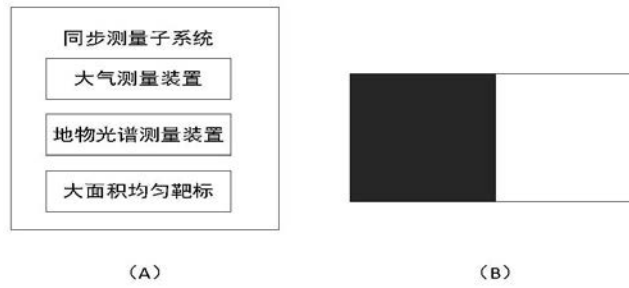 同步测量子系统
大气测量装置
地物光谱测量装置
大面积均匀靶标
（A）
（B）